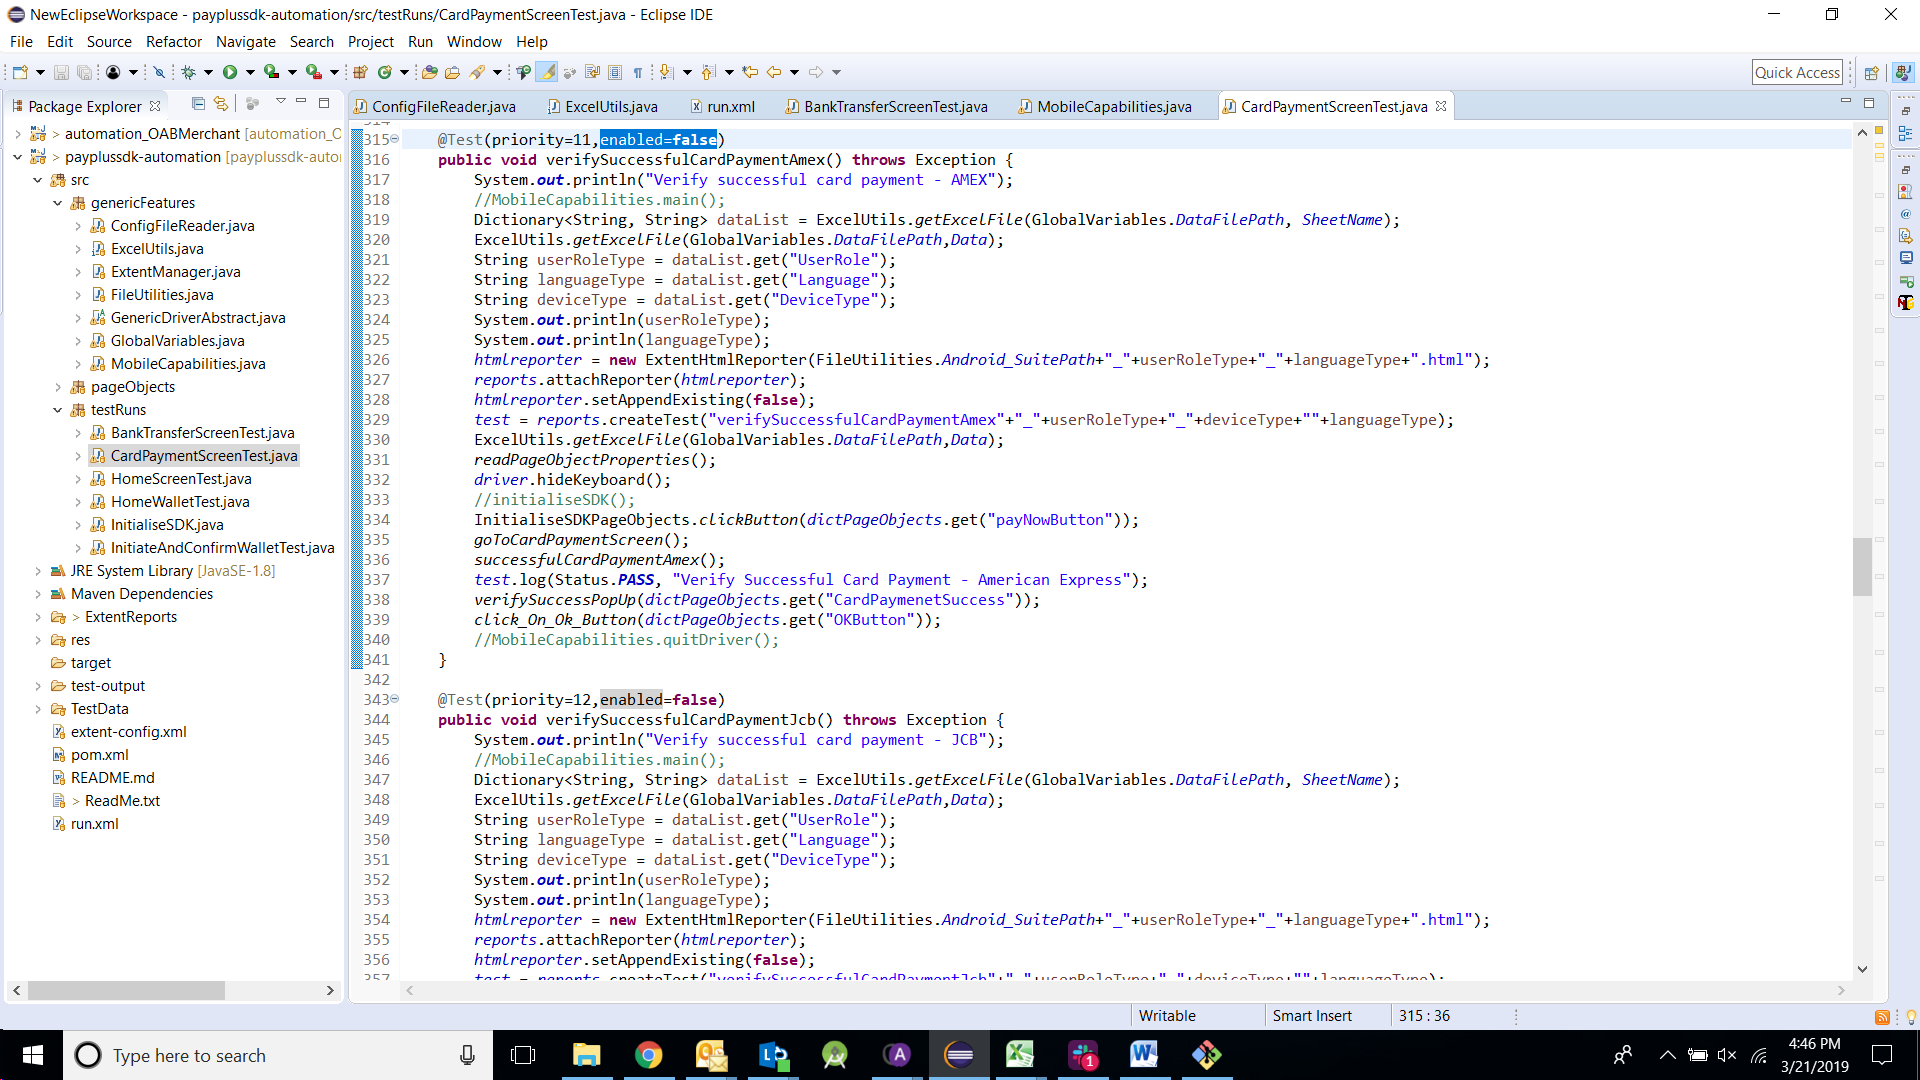 NewEclipseWorkspace - payplussdk-automation/src/testRuns/CardPaymentScreenTest.java - Eclipse IDE
File Edit Source Refactor Navigate Search Project Run Window Help
Quick Access
Package Explorer
ConfigFileReader.java ExcelUtils.java run.xml BankTransferScreenTest.java MobileCapabilities.java CardPaymentScreenTest.java
> automation_OABMerchant [automation_O
> payplussdk-automation [payplussdk-autor
src
genericFeatures
ConfigFileReader.java
ExcelUtils.java
ExtentManager.java
FileUtilities.java
GenericDriverAbstract.java
GlobalVariables.java
MobileCapabilities.java
pageObjects
testRuns
BankTransferScreenTest.java
CardPaymentScreenTest.java
HomeScreenTest.java
HomeWalletTest.java
InitialiseSDK.java
InitiateAndConfirmWalletTest.java
JRE System Library [JavaSE-1.8]
Maven Dependencies
> ExtentReports
res
target
test-output
TestData
extent-config.xml
pom.xml
README.md
> ReadMe.txt
run.xml
314
315 @Test(priority=11,enabled=false)
316 public void verifySuccessfulCardPaymentAmex() throws Exception {
317 System.out.println("Verify successful card payment - AMEX");
318 //MobileCapabilities.main();
319 Dictionary<String, String> dataList = ExcelUtils.getExcelFile(GlobalVariables.DataFilePath, SheetName);
320 ExcelUtils.getExcelFile(GlobalVariables.DataFilePath,Data);
321 String userRoleType = dataList.get("UserRole");
322 String languageType = dataList.get("Language");
323 String deviceType = dataList.get("DeviceType");
324 System.out.println(userRoleType);
325 System.out.println(languageType);
326 htmlreporter = new ExtentHtmlReporter(FileUtilities.Android_SuitePath+"_"+userRoleType+"_"+languageType+".html");
327 reports.attachReporter(htmlreporter);
328 htmlreporter.setAppendExisting(false);
329 test = reports.createTest("verifySuccessfulCardPaymentAmex"+"_"+userRoleType+"_"+deviceType+""+languageType);
330 ExcelUtils.getExcelFile(GlobalVariables.DataFilePath,Data);
331 readPageObjectProperties();
332 driver.hideKeyboard();
333 //initialiseSDK();
334 InitialiseSDKPageObjects.clickButton(dictPageObjects.get("payNowButton"));
335 goToCardPaymentScreen();
336 successfulCardPaymentAmex();
337 test.log(Status.PASS, "Verify Successful Card Payment - American Express");
338 verifySuccessPopUp(dictPageObjects.get("CardPaymenetSuccess"));
339 click_On_Ok_Button(dictPageObjects.get("OKButton"));
340 //MobileCapabilities.quitDriver();
341 }
342
343 @Test(priority=12,enabled=false)
344 public void verifySuccessfulCardPaymentJcb() throws Exception {
345 System.out.println("Verify successful card payment - JCB");
346 //MobileCapabilities.main();
347 Dictionary<String, String> dataList = ExcelUtils.getExcelFile(GlobalVariables.DataFilePath, SheetName);
348 ExcelUtils.getExcelFile(GlobalVariables.DataFilePath,Data);
349 String userRoleType = dataList.get("UserRole");
350 String languageType = dataList.get("Language");
351 String deviceType = dataList.get("DeviceType");
352 System.out.println(userRoleType);
353 System.out.println(languageType);
354 htmlreporter = new ExtentHtmlReporter(FileUtilities.Android_SuitePath+"_"+userRoleType+"_"+languageType+".html");
355 reports.attachReporter(htmlreporter);
356 htmlreporter.setAppendExisting(false);
357 test = reports.createTest("verifySuccessfulCardPaymentJcb"+"_"+userRoleType+"_"+deviceType+""+languageType);
Writable Smart Insert 315 : 36
Type here to search
1
4:46 PM
3/21/2019